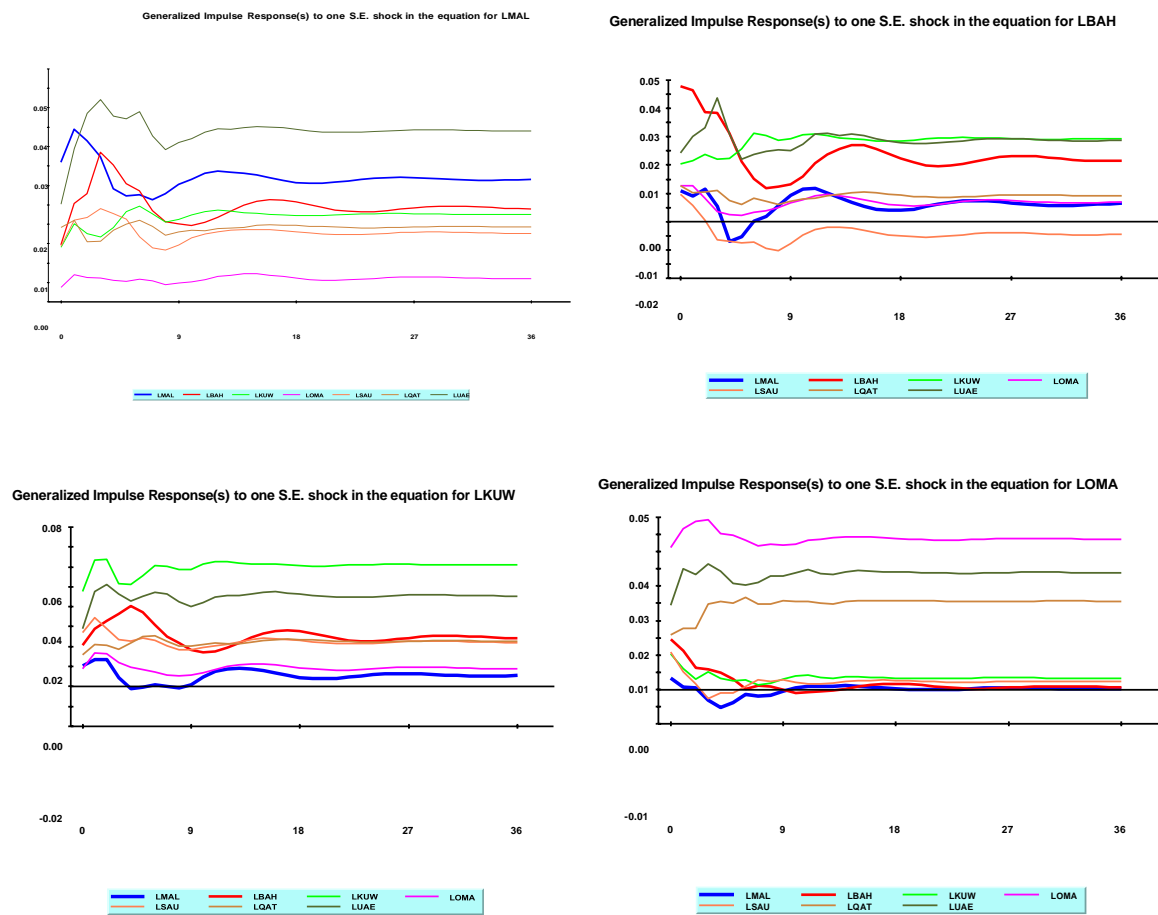 Generalized Impulse Response(s) to one S.E. shock in the equation for LMAL
0.05
0.04
0.03
0.02
0.01
0.00
0 9 18 27 36
LMAL LBAH LKUW LOMA LSAU LQAT LUAE
Generalized Impulse Response(s) to one S.E. shock in the equation for LBAH
0.05
0.04
0.03
0.02
0.01
0.00
-0.01
-0.02
0 9 18 27 36
LMAL LBAH LKUW LOMA
LSAU LQAT LUAE
Generalized Impulse Response(s) to one S.E. shock in the equation for LKUW
0.08
0.06
0.04
0.02
0.00
-0.02
0 9 18 27 36
LMAL LBAH LKUW LOMA
LSAU LQAT LUAE
Generalized Impulse Response(s) to one S.E. shock in the equation for LOMA
0.05
0.04
0.03
0.02
0.01
0.00
-0.01
0 9 18 27 36
LMAL LBAH LKUW LOMA
LSAU LQAT LUAE